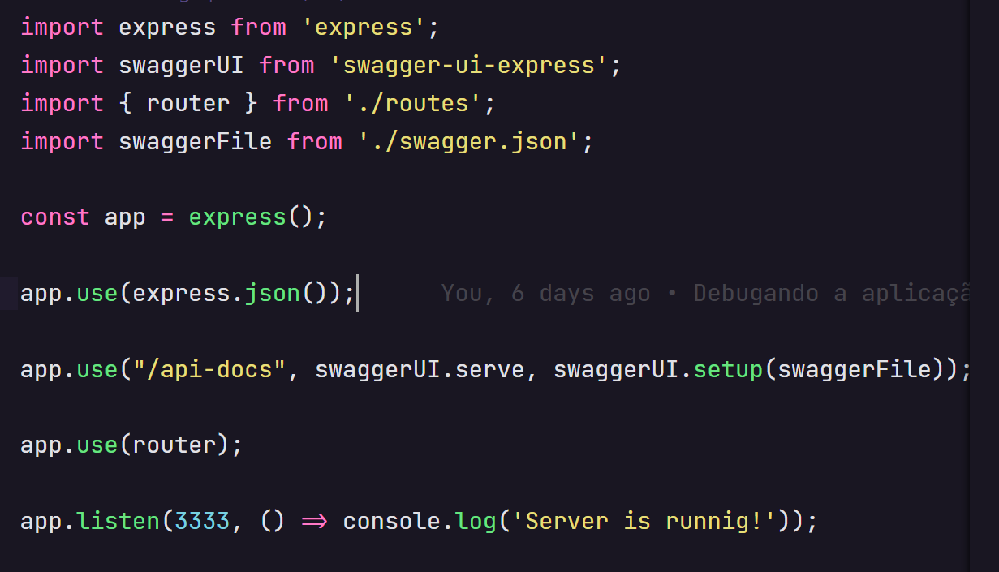 import express from 'express';
import swaggerUI from 'swagger-ui-express';
import { router } from './routes';
import swaggerFile from './swagger.json';
const app = express();
app.use(express.json()); You, 6 days ago • Debugando a
app.use("/api-docs", swaggerUI.serve, swaggerUI.setup(swaggerFile));
app.use(router);
app.listen(3333, () => console.log('Server is runnig!'));